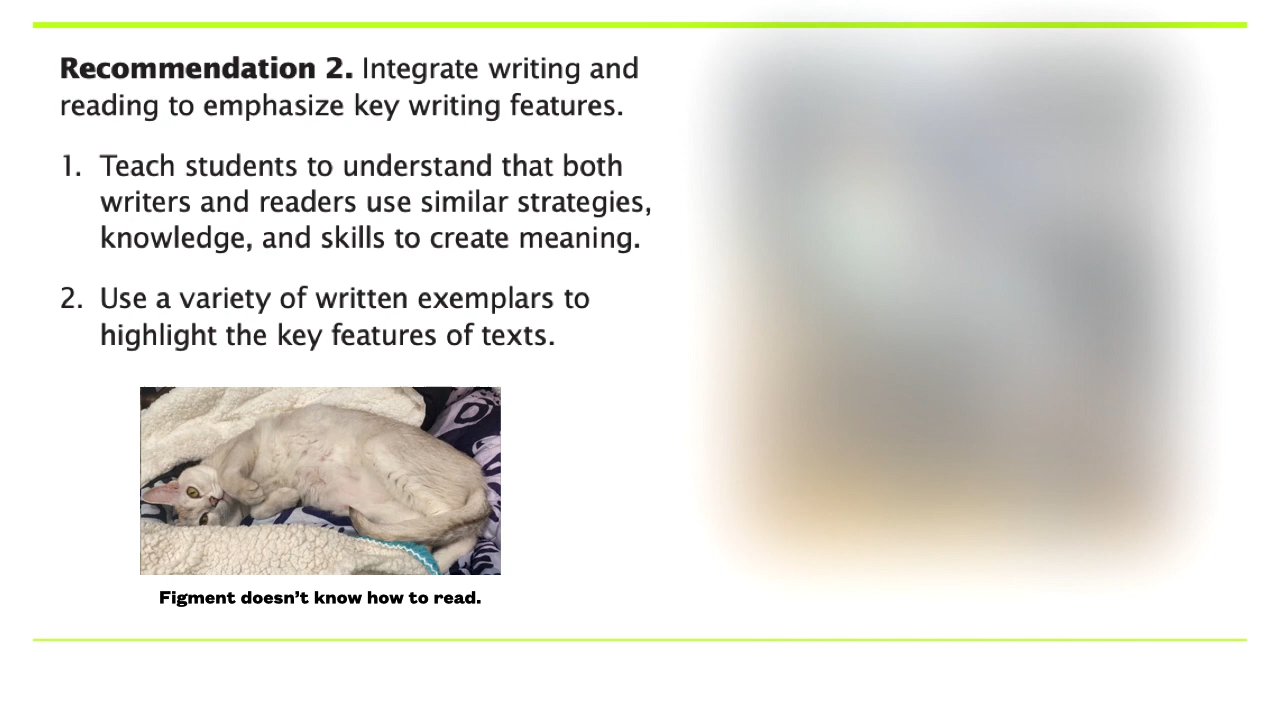 Recommendation 2. Integrate writing and
reading to emphasize key writing features.
1. Teach students to understand that both
writers and readers use similar strategies,
knowledge, and skills to create meaning.
2. Use a variety of written exemplars to
highlight the key features of texts.
Figment doesn’t know how to read.